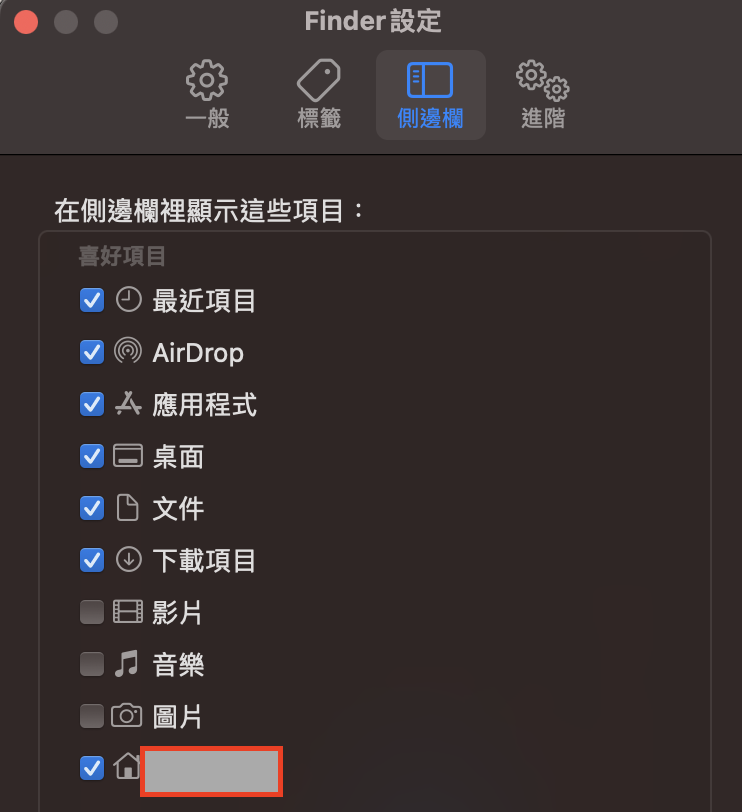 Finder設定
一般
標籤
側邊欄
進階
在側邊欄裡顯示這些項目：
喜好項目
最近項目
AirDrop
應用程式
桌面
文件
下載項目
影片
音樂
圖片